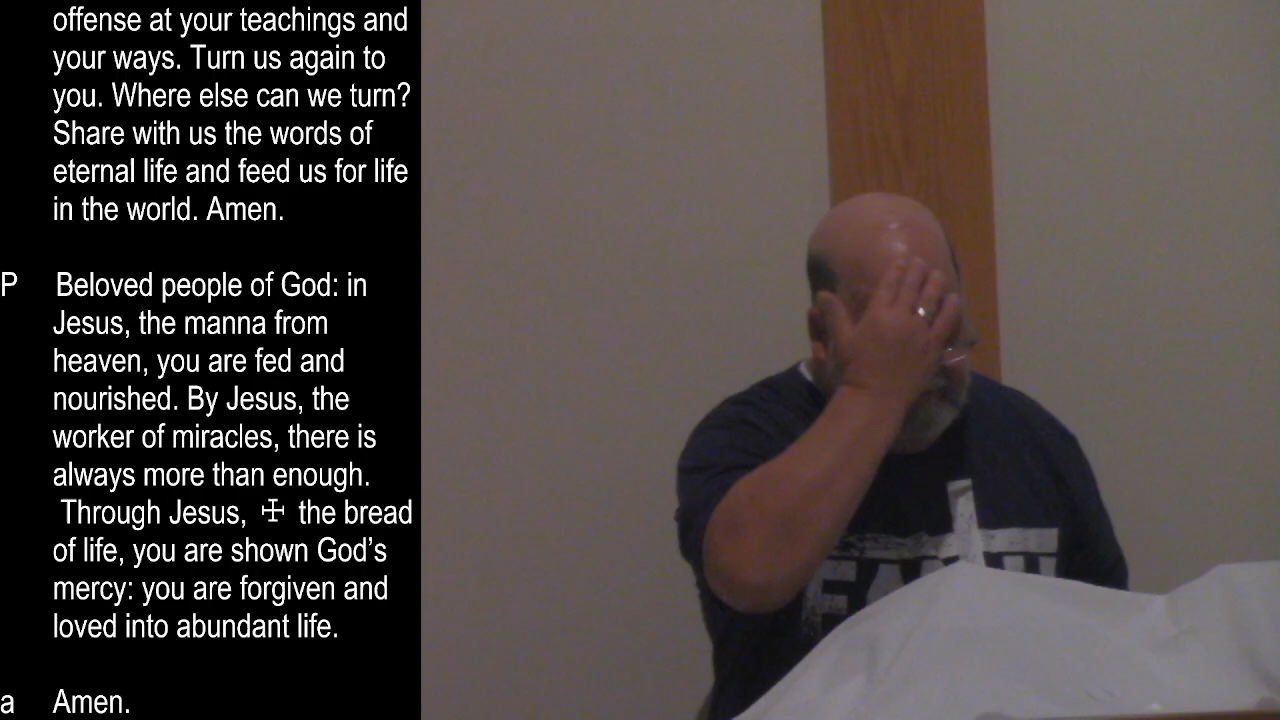 offense at your teachings and
your ways. Turn us again to
you. Where else can we turn?
Share with us the words of
eternal life and feed us for life
in the world. Amen.
P Beloved people of God: in
Jesus, the manna from
heaven, you are fed and
nourished. By Jesus, the
worker of miracles, there is
always more than enough.
Through Jesus, ☩ the bread
of life, you are shown God’s
mercy: you are forgiven and
loved into abundant life.
a Amen.